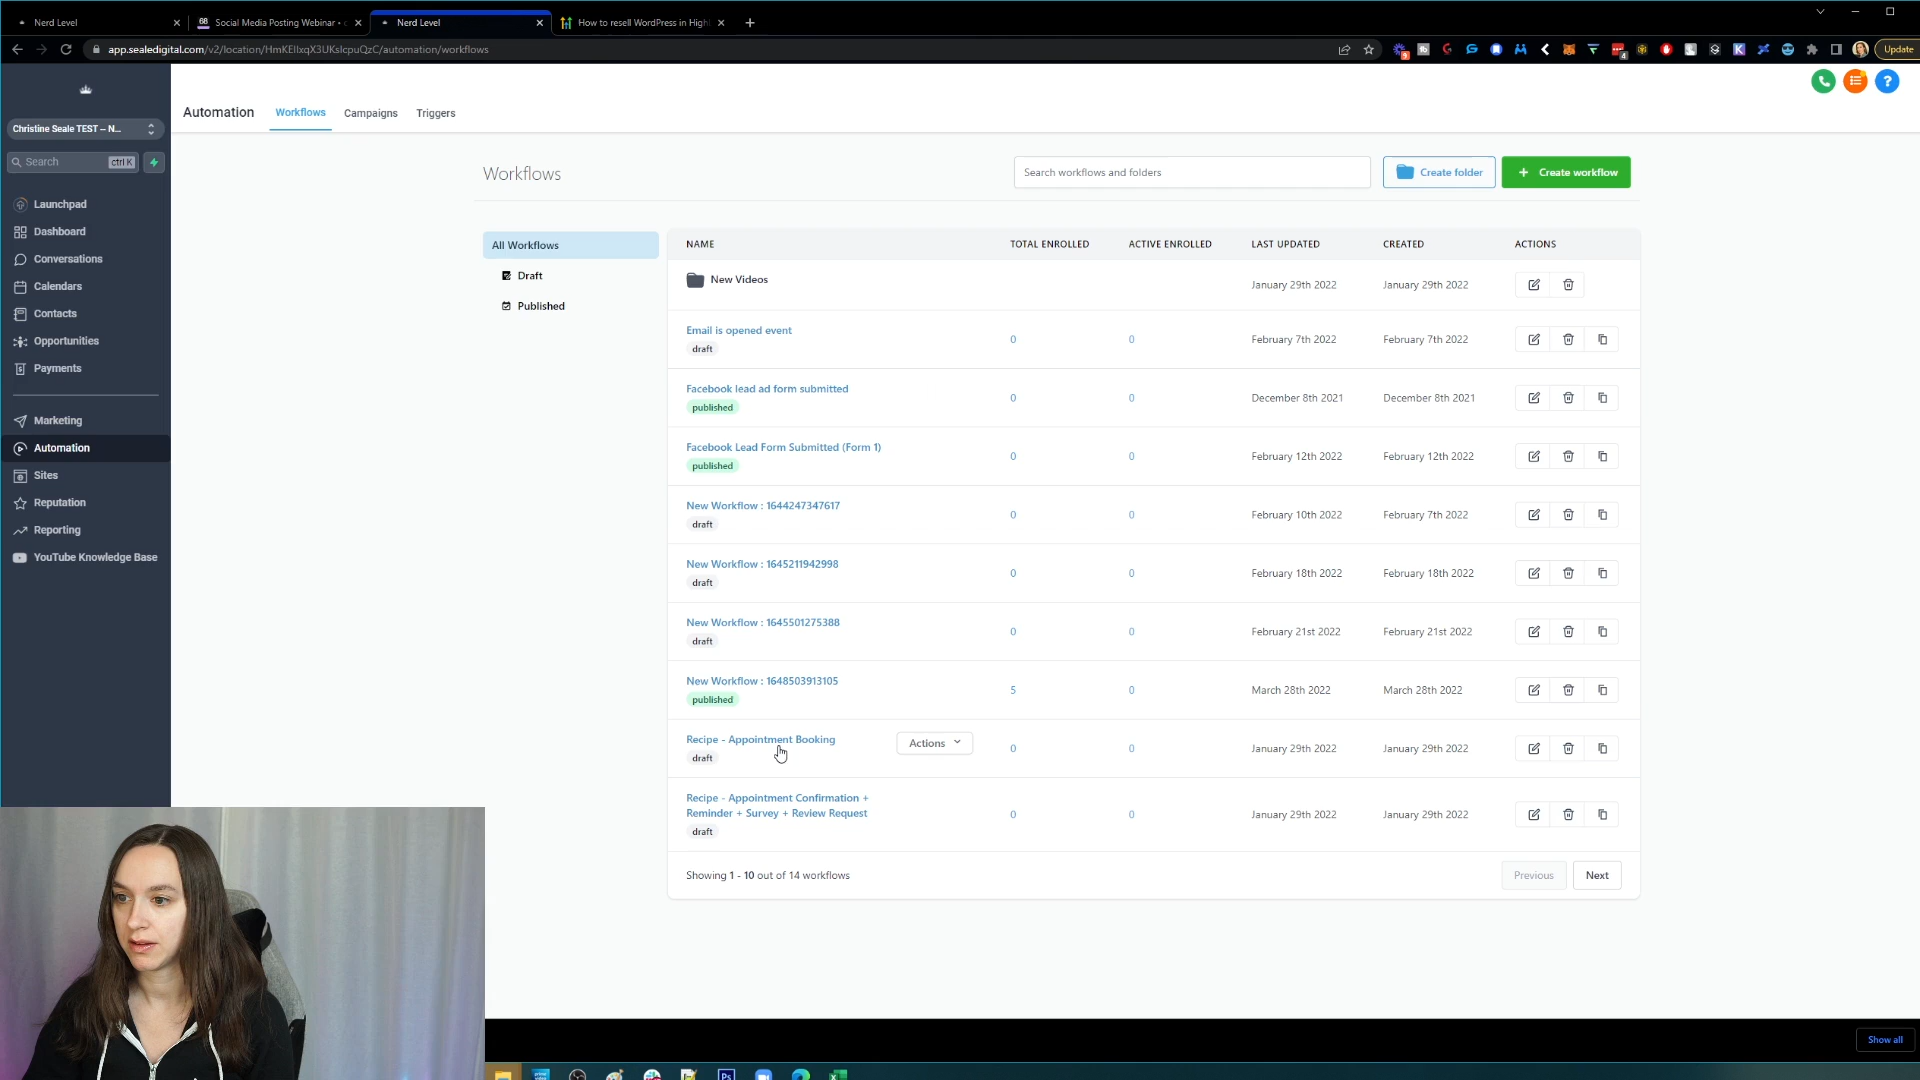 Nerd Level
Social Media Posting Webinar •
Nerd Level
How to resell WordPress in High
app.sealedigital.com/v2/location/HmKEllxqX3UKslcpuQzC/automation/workflows
Update
Christine Seale TEST – N...
Search
ctrl K
Launchpad
Dashboard
Conversations
Calendars
Contacts
Opportunities
Payments
Marketing
Automation
Sites
Reputation
Reporting
YouTube Knowledge Base
Automation
Workflows
Campaigns
Triggers
Workflows
Search workflows and folders
Create folder
+ Create workflow
All Workflows
Draft
Published
NAME TOTAL ENROLLED ACTIVE ENROLLED LAST UPDATED CREATED ACTIONS
New Videos January 29th 2022 January 29th 2022
Email is opened event
draft
0 0 February 7th 2022 February 7th 2022
Facebook lead ad form submitted
published
0 0 December 8th 2021 December 8th 2021
Facebook Lead Form Submitted (Form 1)
published
0 0 February 12th 2022 February 12th 2022
New Workflow : 1644247347617
draft
0 0 February 10th 2022 February 7th 2022
New Workflow : 1645211942998
draft
0 0 February 18th 2022 February 18th 2022
New Workflow : 1645501275388
draft
0 0 February 21st 2022 February 21st 2022
New Workflow : 1648503913105
published
5 0 March 28th 2022 March 28th 2022
Recipe - Appointment Booking
draft
Actions
0 0 January 29th 2022 January 29th 2022
Recipe - Appointment Confirmation +
Reminder + Survey + Review Request
draft
0 0 January 29th 2022 January 29th 2022
Showing 1 - 10 out of 14 workflows
Previous
Next
Show all
Ps